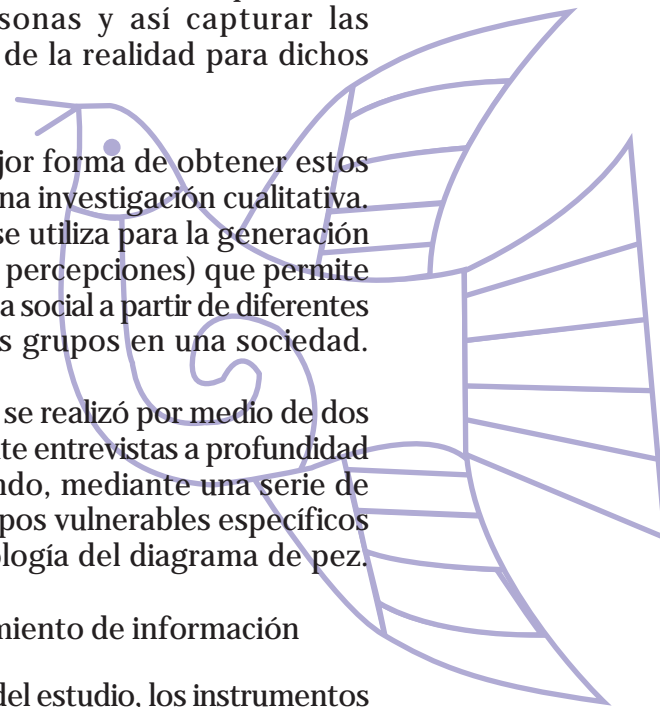 sonas y así capturar las
de la realidad para dichos
jor forma de obtener estos
na investigación cualitativa.
se utiliza para la generación
percepciones) que permite
a social a partir de diferentes
s grupos en una sociedad.
se realizó por medio de dos
te entrevistas a profundidad
ndo, mediante una serie de
pos vulnerables específicos
ología del diagrama de pez.
miento de información
del estudio, los instrumentos